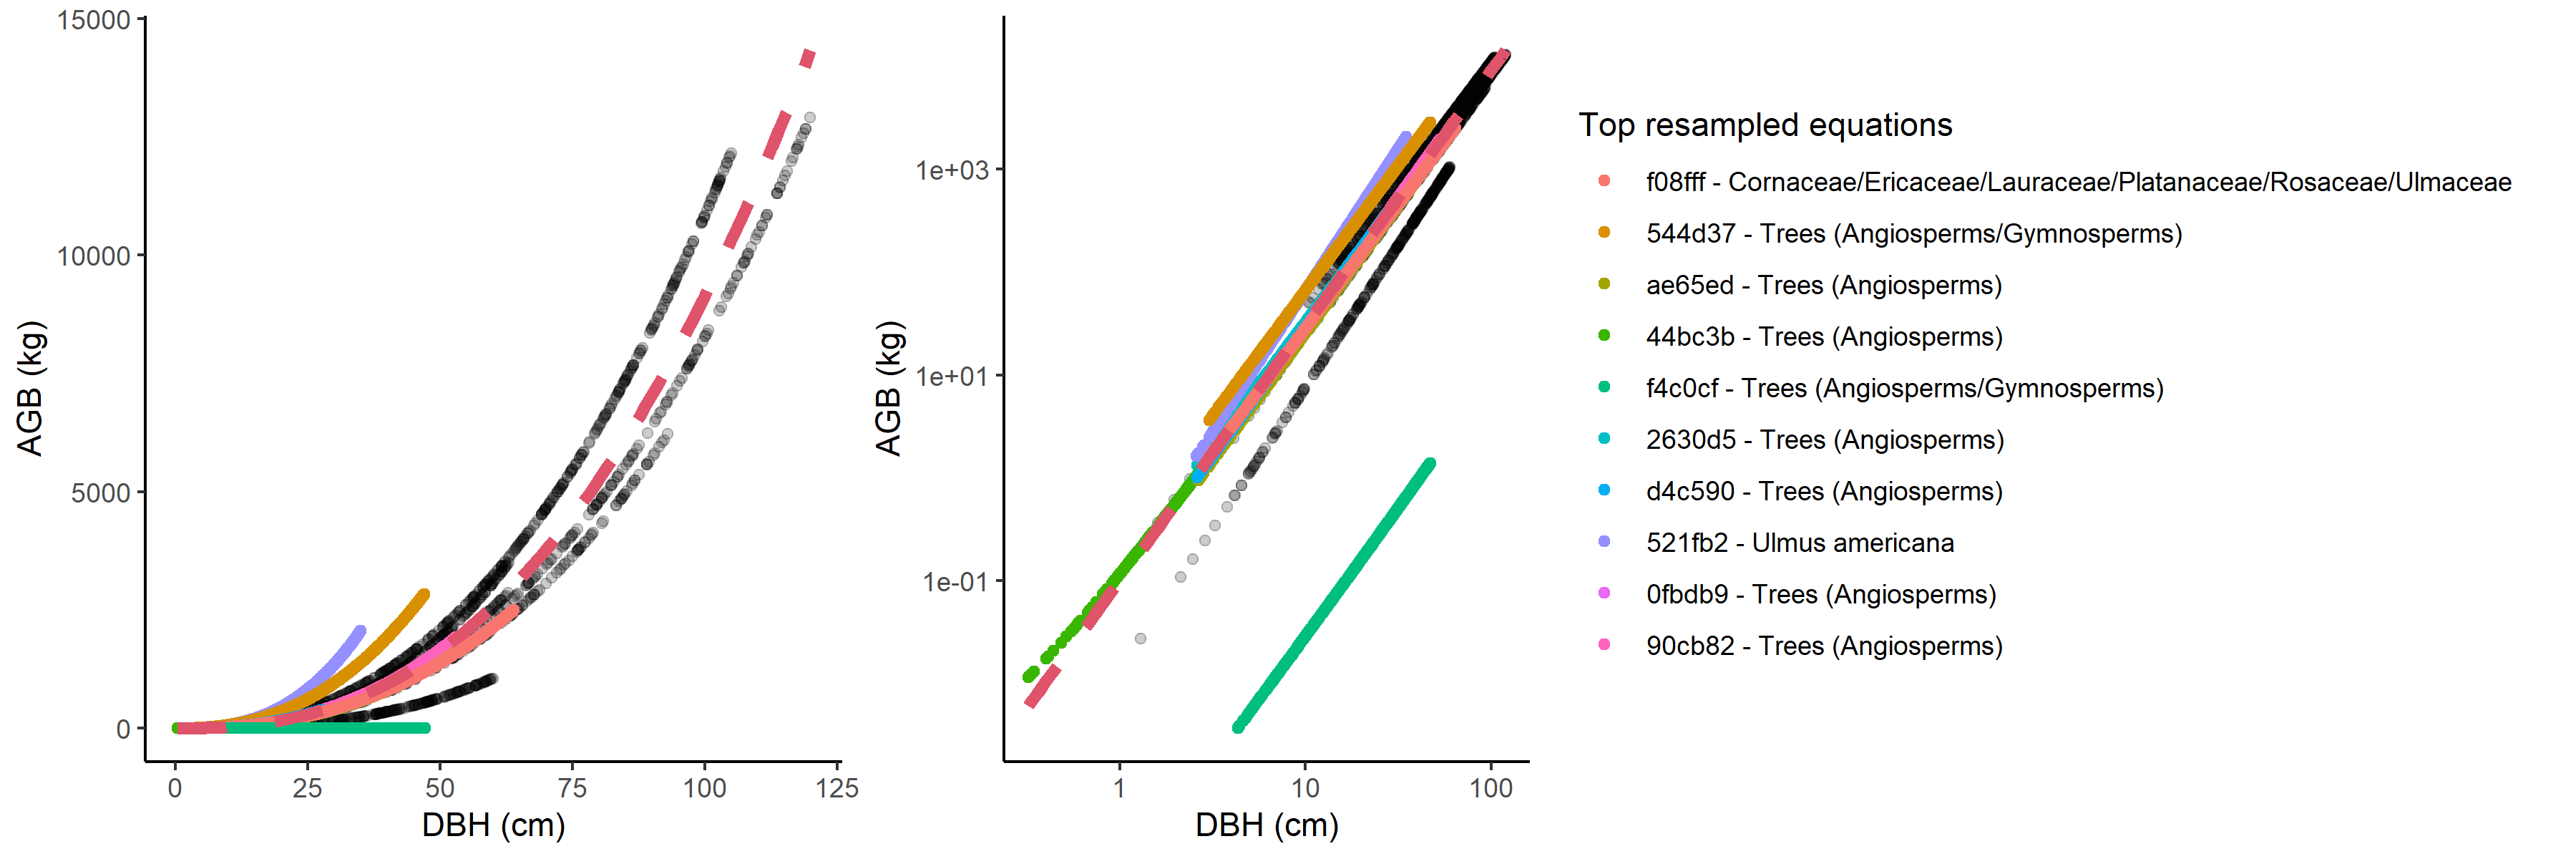 15000
10000
5000
0
AGB (kg)
0 25 50 75 100 125
DBH (cm)
1e+03
1e+01
1e-01
AGB (kg)
1 10 100
DBH (cm)
Top resampled equations
f08fff - Cornaceae/Ericaceae/Lauraceae/Platanaceae/Rosaceae/Ulmaceae
544d37 - Trees (Angiosperms/Gymnosperms)
ae65ed - Trees (Angiosperms)
44bc3b - Trees (Angiosperms)
f4c0cf - Trees (Angiosperms/Gymnosperms)
2630d5 - Trees (Angiosperms)
d4c590 - Trees (Angiosperms)
521fb2 - Ulmus americana
0fbdb9 - Trees (Angiosperms)
90cb82 - Trees (Angiosperms)